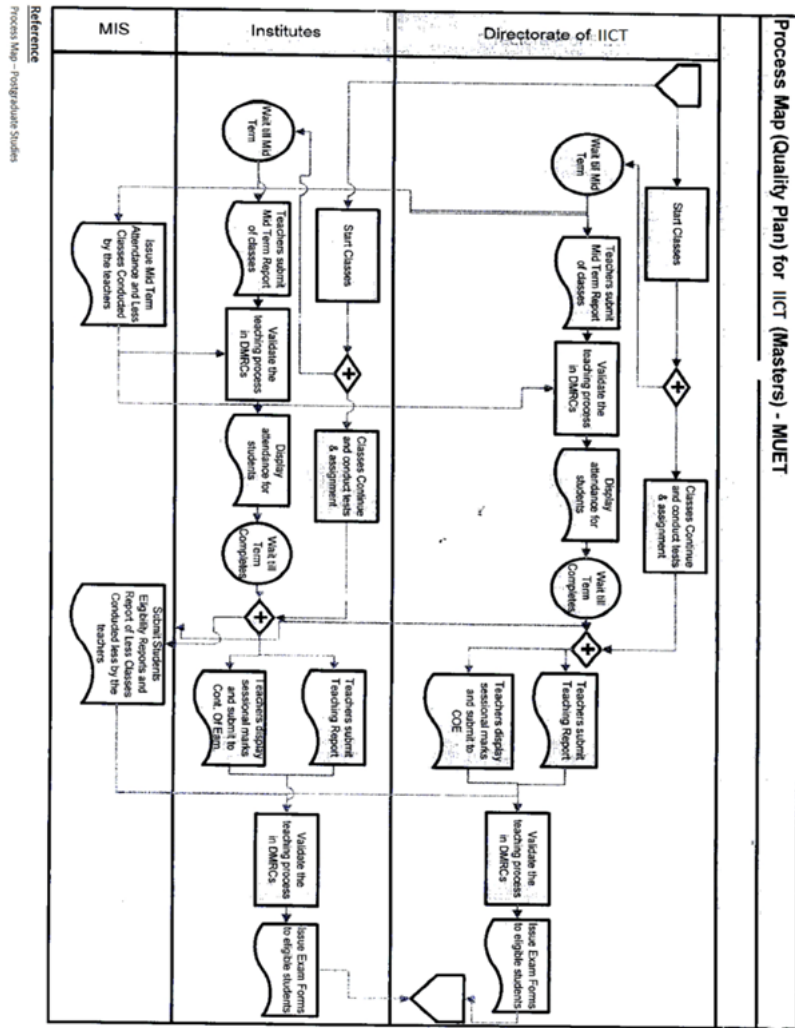 Process Map (Quality Plan) for IICT (Masters) - MUET
Directorate of IICT
Start Classes
Classes Continue
and conduct tests
& assignment
Wait till Mid
Term
Teachers submit
Mid Term Report
of classes
Validate the
teaching process
in DMRCs
Display
attendance for
students
Wait till
Term
Completes
Teachers submit
Teaching Report
Teachers display
sessional marks
and submit to
COE
Validate the
teaching process
in DMRCs
Issue Exam Forms
to eligible students
Institutes
Start Classes
Classes Continue
and conduct tests
& assignment
Wait till Mid
Term
Teachers submit
Mid Term Report
of classes
Validate the
teaching process
in DMRCs
Display
attendance for
students
Wait till
Term
Completes
Teachers submit
Teaching Report
Teachers display
sessional marks
and submit to
Cont. Of Eam
Validate the
teaching process
in DMRCs
Issue Exam Forms
to eligible students
MIS
Issue Mid Term
Attendance and Less
Classes Conducted
by the teachers
Submit Students
Eligibility Reports and
Report of Less Classes
Conducted less by the
teachers
Reference
Process Map – Postgraduate Studies